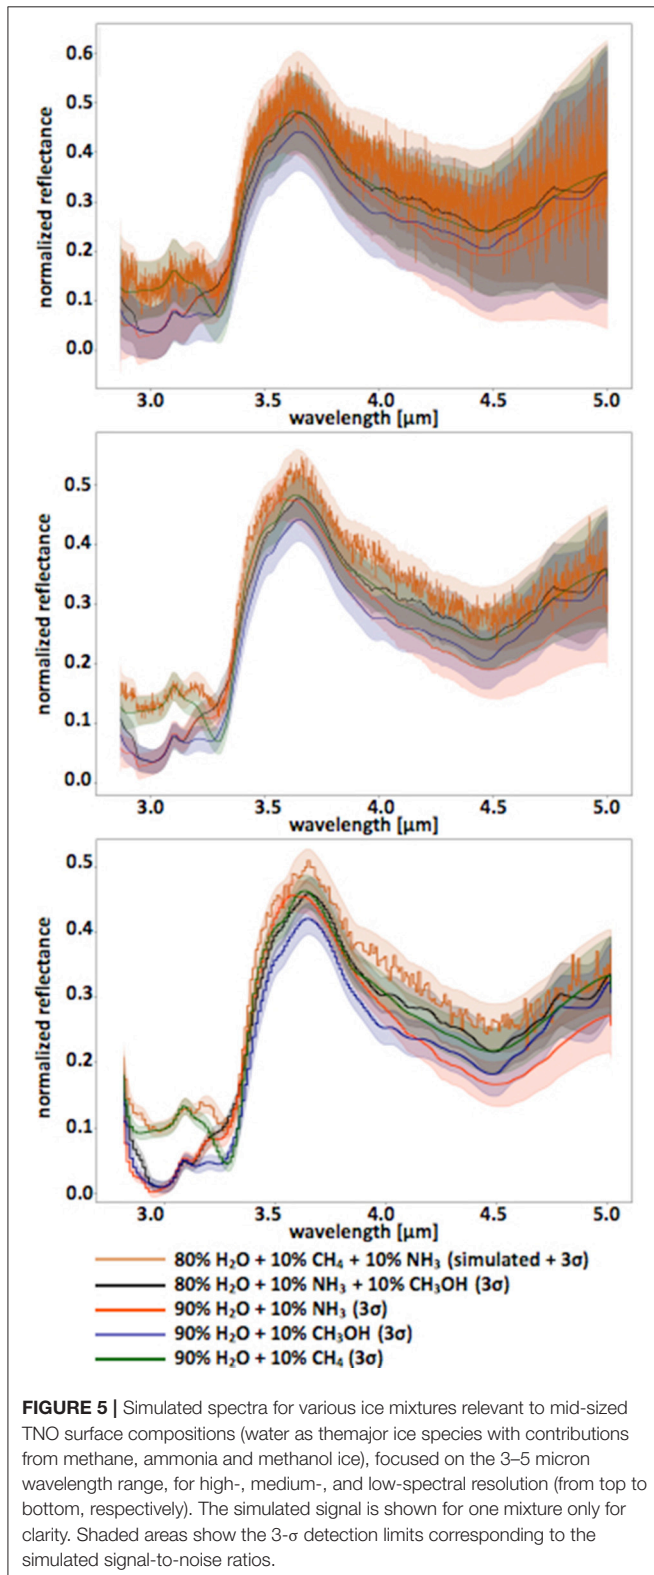 0.6
0.5
0.4
0.3
0.2
0.1
0.0
normalized reflectance
3.0 3.5 4.0 4.5 5.0
wavelength [μm]
0.5
0.4
0.3
0.2
0.1
0.0
normalized reflectance
3.0 3.5 4.0 4.5 5.0
wavelength [μm]
0.5
0.4
0.3
0.2
0.1
0.0
normalized reflectance
3.0 3.5 4.0 4.5 5.0
wavelength [μm]
80% H₂O + 10% CH₄ + 10% NH₃ (simulated + 3σ)
80% H₂O + 10% NH₃ + 10% CH₃OH (3σ)
90% H₂O + 10% NH₃ (3σ)
90% H₂O + 10% CH₃OH (3σ)
90% H₂O + 10% CH₄ (3σ)
FIGURE 5 | Simulated spectra for various ice mixtures relevant to mid-sized
TNO surface compositions (water as themajor ice species with contributions
from methane, ammonia and methanol ice), focused on the 3–5 micron
wavelength range, for high-, medium-, and low-spectral resolution (from top to
bottom, respectively). The simulated signal is shown for one mixture only for
clarity. Shaded areas show the 3-σ detection limits corresponding to the
simulated signal-to-noise ratios.